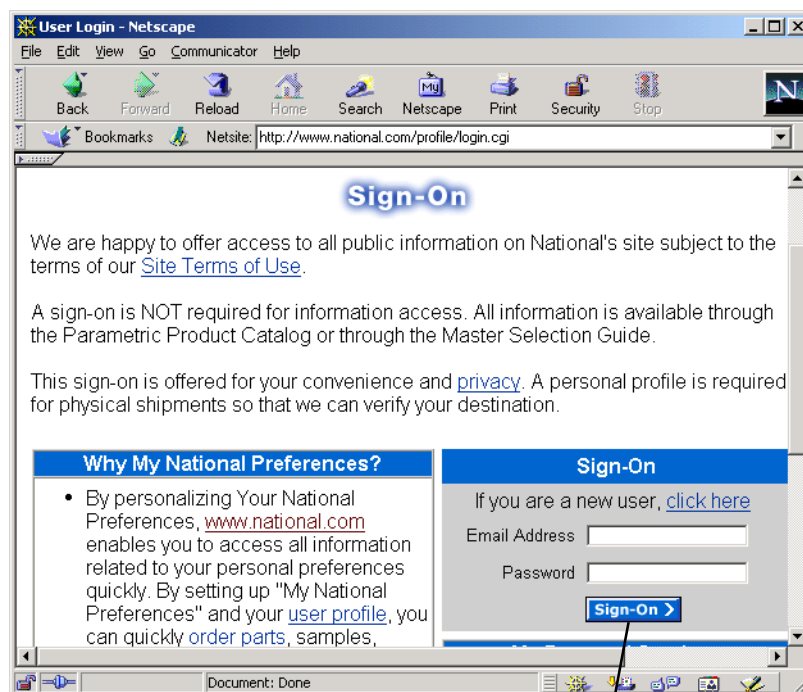 User Login - Netscape
File Edit View Go Communicator Help
Back Forward Reload Home Search Netscape Print Security Stop
Bookmarks Netsite: http://www.national.com/profile/login.cgi
Sign-On
We are happy to offer access to all public information on National's site subject to the
terms of our Site Terms of Use.
A sign-on is NOT required for information access. All information is available through
the Parametric Product Catalog or through the Master Selection Guide.
This sign-on is offered for your convenience and privacy. A personal profile is required
for physical shipments so that we can verify your destination.
Why My National Preferences?
• By personalizing Your National
Preferences, www.national.com
enables you to access all information
related to your personal preferences
quickly. By setting up "My National
Preferences" and your user profile, you
can quickly order parts, samples,
Sign-On
If you are a new user, click here
Email Address
Password
Sign-On >
Document: Done